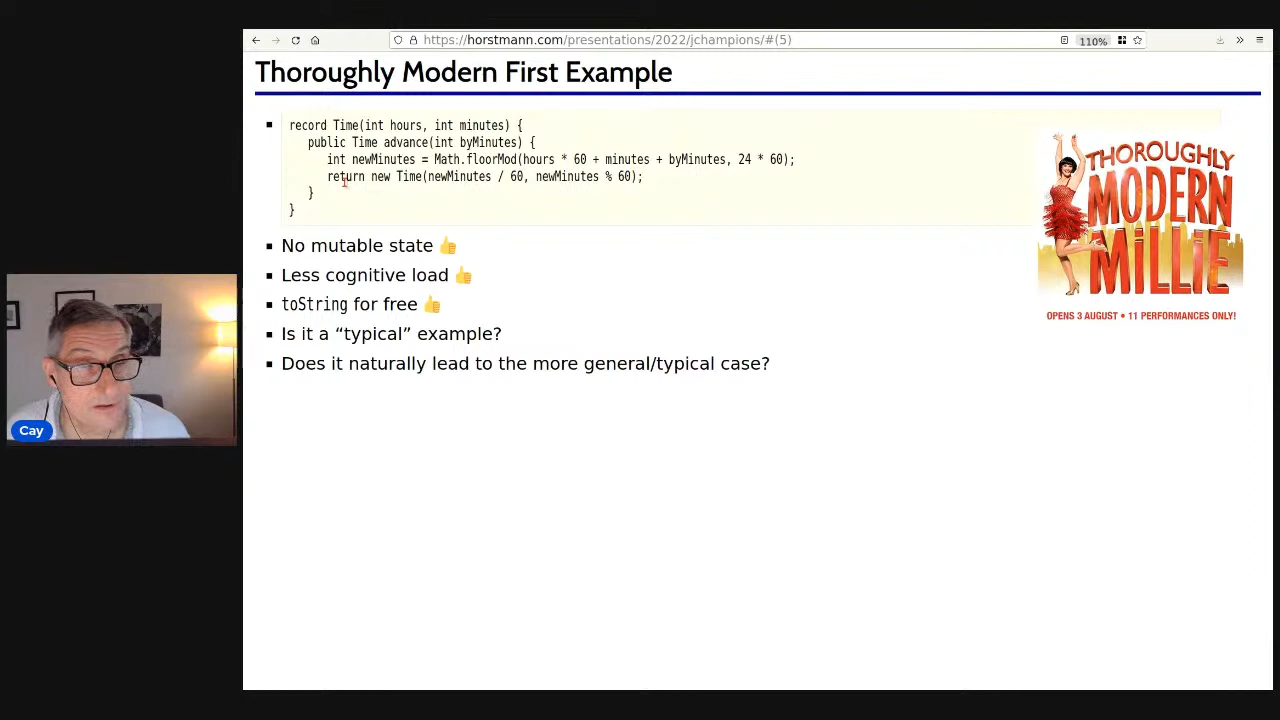 https://horstmann.com/presentations/2022/jchampions/#(5)
110%
Thoroughly Modern First Example
record Time(int hours, int minutes) {
public Time advance(int byMinutes) {
int newMinutes = Math.floorMod(hours * 60 + minutes + byMinutes, 24 * 60);
return new Time(newMinutes / 60, newMinutes % 60);
}
}
No mutable state 👍
Less cognitive load 👍
toString for free 👍
Is it a “typical” example?
Does it naturally lead to the more general/typical case?
THOROUGHLY
MODERN
MiLLIE
OPENS 3 AUGUST • 11 PERFORMANCES ONLY!
Cay